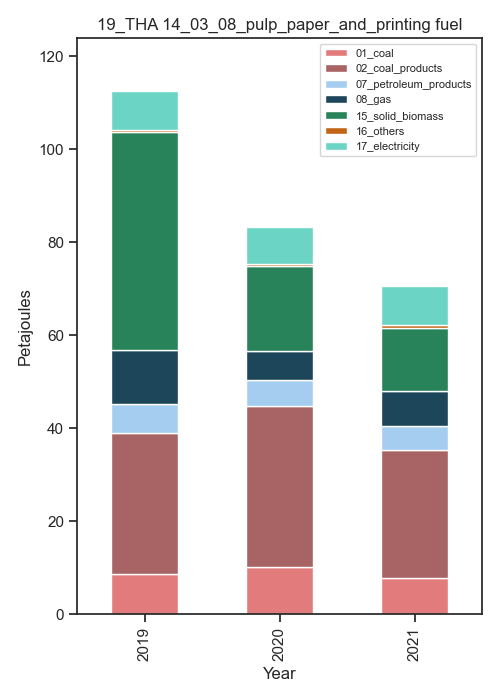 19_THA 14_03_08_pulp_paper_and_printing fuel
120
100
80
60
40
20
0
Petajoules
01_coal
02_coal_products
07_petroleum_products
08_gas
15_solid_biomass
16_others
17_electricity
2019
2020
2021
Year